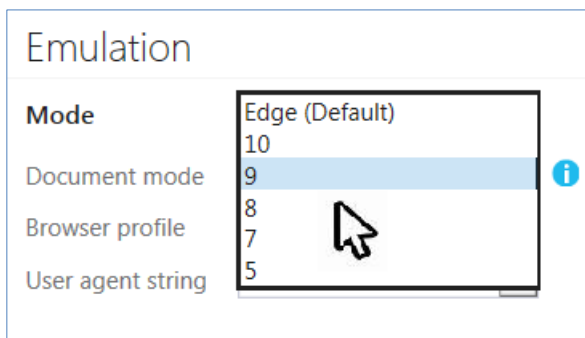 Emulation
Mode
Edge (Default)
10
Document mode
9
8
Browser profile
7
User agent string
5